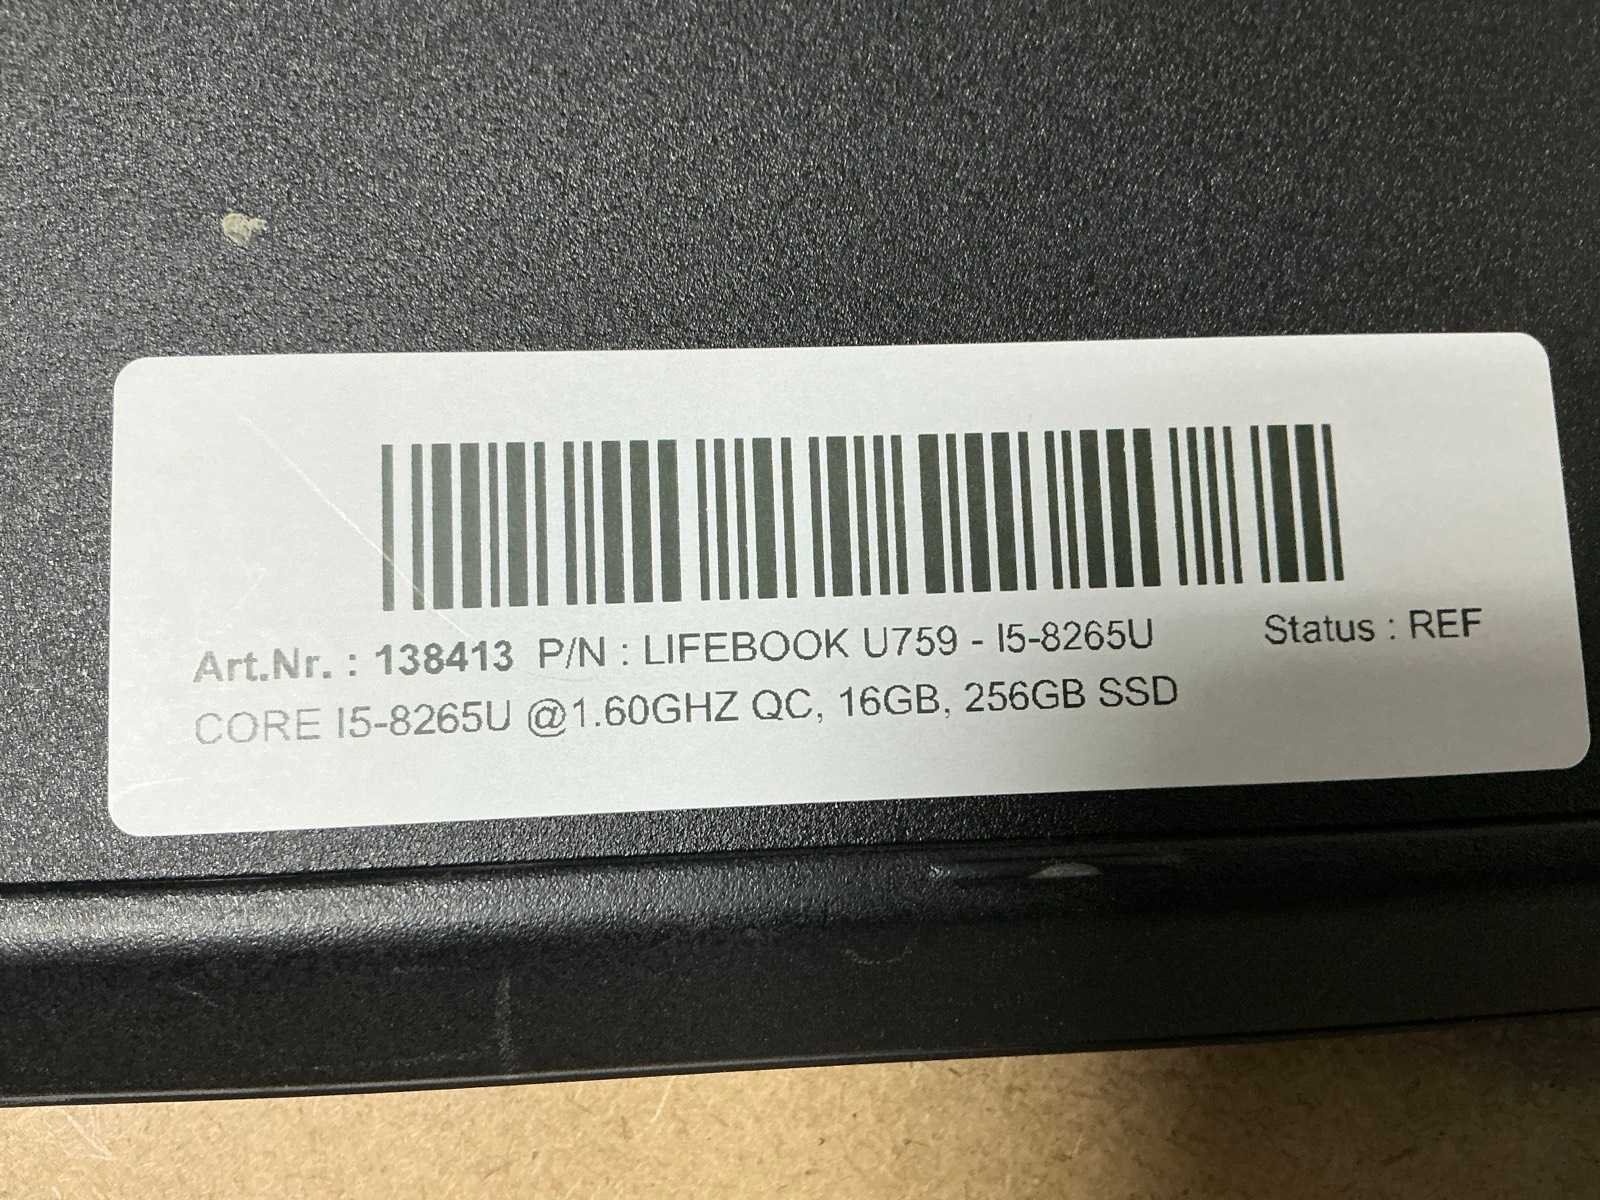 Art.Nr. : 138413 P/N : LIFEBOOK U759 - I5-8265U Status : REF
CORE I5-8265U @1.60GHZ QC, 16GB, 256GB SSD